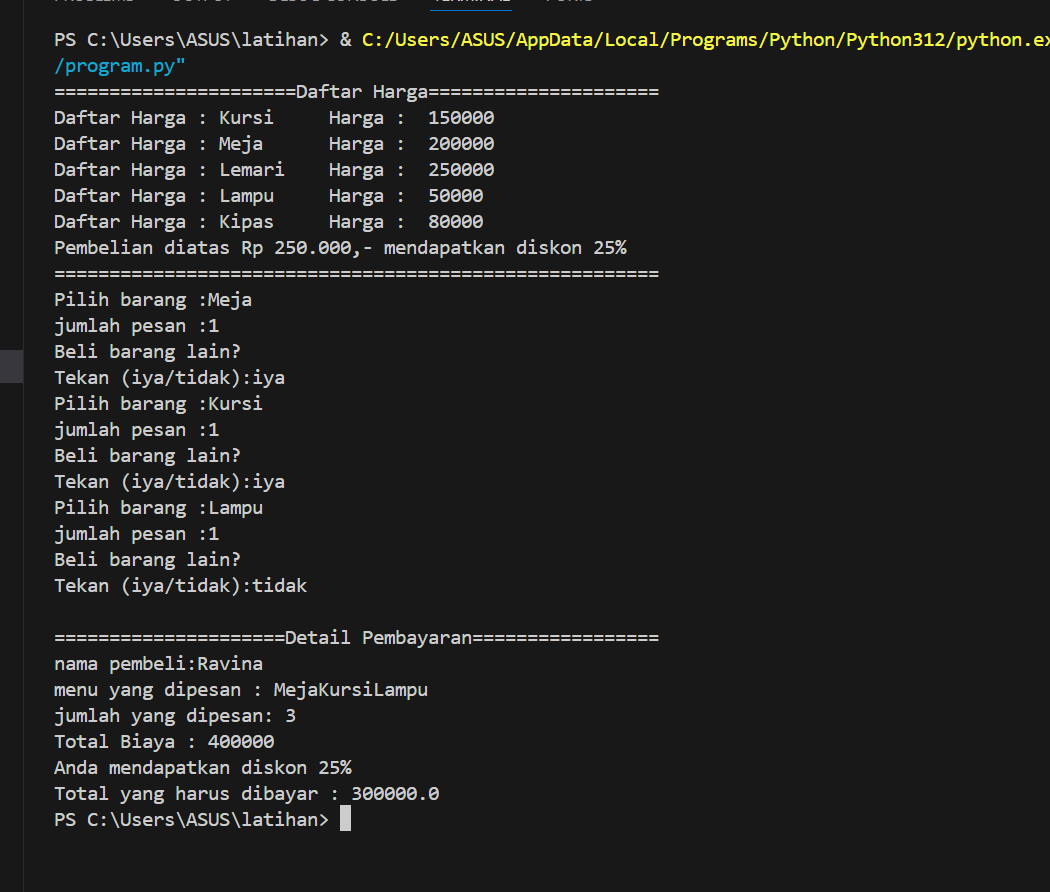 PS C:\Users\ASUS\latihan> & C:/Users/ASUS/AppData/Local/Programs/Python/Python312/python.ex
/program.py"
======================Daftar Harga=====================
Daftar Harga : Kursi     Harga :  150000
Daftar Harga : Meja      Harga :  200000
Daftar Harga : Lemari    Harga :  250000
Daftar Harga : Lampu     Harga :  50000
Daftar Harga : Kipas     Harga :  80000
Pembelian diatas Rp 250.000,- mendapatkan diskon 25%
=======================================================
Pilih barang :Meja
jumlah pesan :1
Beli barang lain?
Tekan (iya/tidak):iya
Pilih barang :Kursi
jumlah pesan :1
Beli barang lain?
Tekan (iya/tidak):iya
Pilih barang :Lampu
jumlah pesan :1
Beli barang lain?
Tekan (iya/tidak):tidak

=====================Detail Pembayaran=================
nama pembeli:Ravina
menu yang dipesan : MejaKursiLampu
jumlah yang dipesan: 3
Total Biaya : 400000
Anda mendapatkan diskon 25%
Total yang harus dibayar : 300000.0
PS C:\Users\ASUS\latihan>